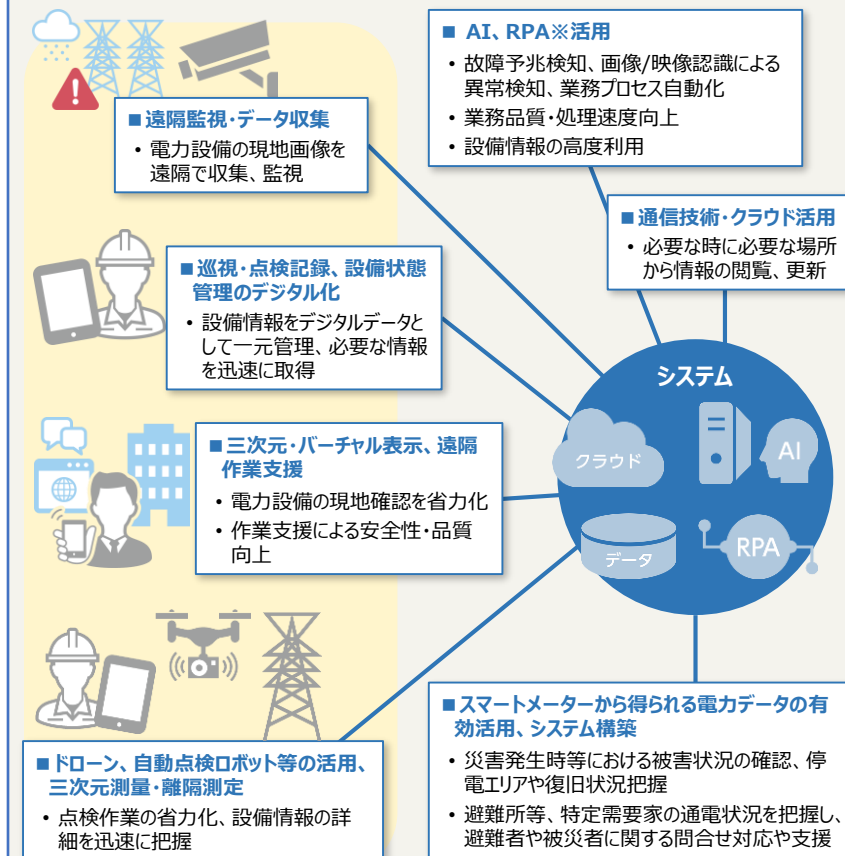 ■ AI、RPA※活用
• 故障予兆検知、画像/映像認識による
異常検知、業務プロセス自動化
• 業務品質・処理速度向上
• 設備情報の高度利用
■遠隔監視・データ収集
• 電力設備の現地画像を
遠隔で収集、監視
■通信技術・クラウド活用
• 必要な時に必要な場所
から情報の閲覧、更新
■巡視・点検記録、設備状態
管理のデジタル化
• 設備情報をデジタルデータと
して一元管理、必要な情報
を迅速に取得
システム
クラウド
AI
データ
RPA
■三次元・バーチャル表示、遠隔
作業支援
• 電力設備の現地確認を省力化
• 作業支援による安全性・品質
向上
■ドローン、自動点検ロボット等の活用、
三次元測量・離隔測定
• 点検作業の省力化、設備情報の詳
細を迅速に把握
■スマートメーターから得られる電力データの有
効活用、システム構築
• 災害発生時等における被害状況の確認、停
電エリアや復旧状況把握
• 避難所等、特定需要家の通電状況を把握し、
避難者や被災者に関する問合せ対応や支援